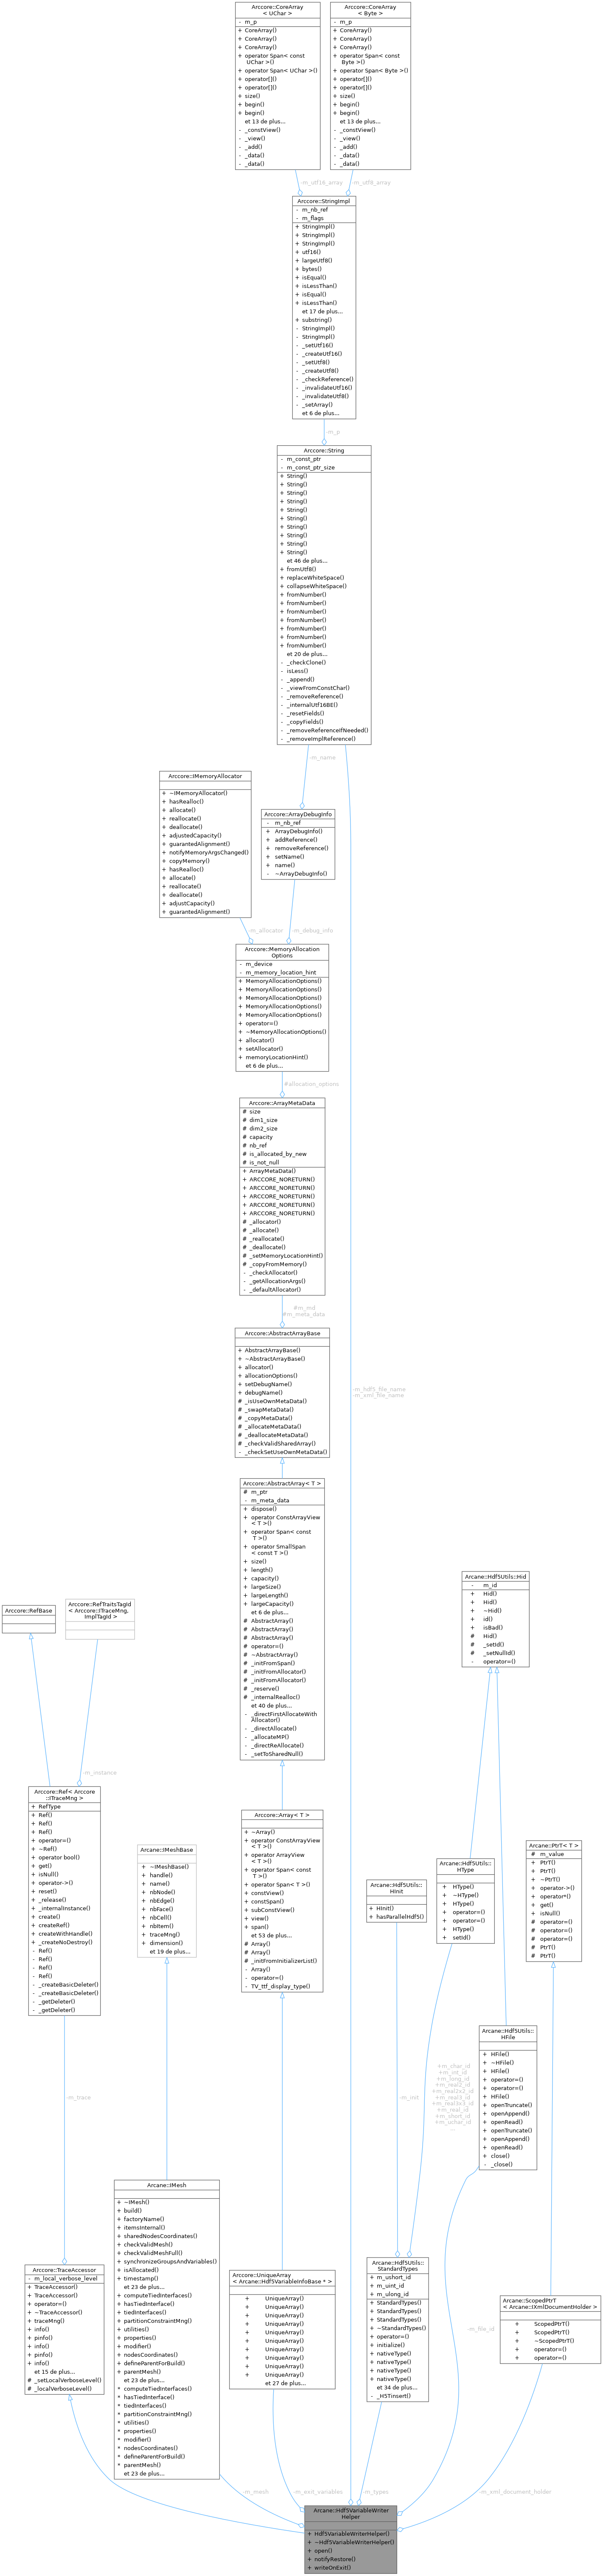 Arccore::CoreArray
< UChar >
- m_p
+ CoreArray()
+ CoreArray()
+ CoreArray()
+ operator Span< const
UChar >()
+ operator Span< UChar >()
+ operator[]()
+ operator[]()
+ size()
+ begin()
+ begin()
et 13 de plus...
- _constView()
- _view()
- _add()
- _data()
- _data()
Arccore::CoreArray
< Byte >
- m_p
+ CoreArray()
+ CoreArray()
+ CoreArray()
+ operator Span< const
Byte >()
+ operator Span< Byte >()
+ operator[]()
+ operator[]()
+ size()
+ begin()
+ begin()
et 13 de plus...
- _constView()
- _view()
- _add()
- _data()
- _data()
-m_utf16_array
-m_utf8_array
Arccore::StringImpl
- m_nb_ref
- m_flags
+ StringImpl()
+ StringImpl()
+ StringImpl()
+ utf16()
+ largeUtf8()
+ bytes()
+ isEqual()
+ isLessThan()
+ isEqual()
+ isLessThan()
et 17 de plus...
+ substring()
- StringImpl()
- StringImpl()
- _setUtf16()
- _createUtf16()
- _setUtf8()
- _createUtf8()
- _checkReference()
- _invalidateUtf16()
- _invalidateUtf8()
- _setArray()
et 6 de plus...
-m_p
Arccore::String
- m_const_ptr
- m_const_ptr_size
+ String()
+ String()
+ String()
+ String()
+ String()
+ String()
+ String()
+ String()
+ String()
+ String()
et 46 de plus...
+ fromUtf8()
+ replaceWhiteSpace()
+ collapseWhiteSpace()
+ fromNumber()
+ fromNumber()
+ fromNumber()
+ fromNumber()
+ fromNumber()
+ fromNumber()
+ fromNumber()
et 20 de plus...
- _checkClone()
- isLess()
- _append()
- _viewFromConstChar()
- _removeReference()
- _internalUtf16BE()
- _resetFields()
- _copyFields()
- _removeReferenceIfNeeded()
- _removeImplReference()
-m_name
Arccore::IMemoryAllocator
+ ~IMemoryAllocator()
+ hasRealloc()
+ allocate()
+ reallocate()
+ deallocate()
+ adjustedCapacity()
+ guarantedAlignment()
+ notifyMemoryArgsChanged()
+ copyMemory()
+ hasRealloc()
+ allocate()
+ reallocate()
+ deallocate()
+ adjustCapacity()
+ guarantedAlignment()
Arccore::ArrayDebugInfo
- m_nb_ref
+ ArrayDebugInfo()
+ addReference()
+ removeReference()
+ setName()
+ name()
- ~ArrayDebugInfo()
-m_allocator
-m_debug_info
Arccore::MemoryAllocation
Options
- m_device
- m_memory_location_hint
+ MemoryAllocationOptions()
+ MemoryAllocationOptions()
+ MemoryAllocationOptions()
+ MemoryAllocationOptions()
+ MemoryAllocationOptions()
+ operator=()
+ ~MemoryAllocationOptions()
+ allocator()
+ setAllocator()
+ memoryLocationHint()
et 6 de plus...
#allocation_options
Arccore::ArrayMetaData
# size
# dim1_size
# dim2_size
# capacity
# nb_ref
# is_allocated_by_new
# is_not_null
+ ArrayMetaData()
+ ARCCORE_NORETURN()
+ ARCCORE_NORETURN()
+ ARCCORE_NORETURN()
+ ARCCORE_NORETURN()
+ ARCCORE_NORETURN()
# _allocator()
# _allocate()
# _reallocate()
# _deallocate()
# _setMemoryLocationHint()
# _copyFromMemory()
- _checkAllocator()
- _getAllocationArgs()
- _defaultAllocator()
#m_md
#m_meta_data
Arccore::AbstractArrayBase
+ AbstractArrayBase()
+ ~AbstractArrayBase()
+ allocator()
+ allocationOptions()
+ setDebugName()
+ debugName()
# _isUseOwnMetaData()
# _swapMetaData()
# _copyMetaData()
# _allocateMetaData()
# _deallocateMetaData()
# _checkValidSharedArray()
- _checkSetUseOwnMetaData()
-m_hdf5_file_name
-m_xml_file_name
Arccore::AbstractArray< T >
# m_ptr
- m_meta_data
+ dispose()
+ operator ConstArrayView
< T >()
+ operator Span< const
T >()
+ operator SmallSpan
< const T >()
+ size()
+ length()
+ capacity()
+ largeSize()
+ largeLength()
+ largeCapacity()
et 6 de plus...
# AbstractArray()
# AbstractArray()
# AbstractArray()
# operator=()
# ~AbstractArray()
# _initFromSpan()
# _initFromAllocator()
# _initFromAllocator()
# _reserve()
# _internalRealloc()
et 40 de plus...
- _directFirstAllocateWith
Allocator()
- _directAllocate()
- _allocateMP()
- _directReAllocate()
- _setToSharedNull()
Arccore::RefBase
Arccore::RefTraitsTagId
< Arccore::ITraceMng,
ImplTagId >
-m_instance
Arccore::Ref< Arccore
::ITraceMng >
+ RefType
+ Ref()
+ Ref()
+ Ref()
+ operator=()
+ ~Ref()
+ operator bool()
+ get()
+ isNull()
+ operator->()
+ reset()
- _release()
- _internalInstance()
+ create()
+ createRef()
+ createWithHandle()
+ _createNoDestroy()
- Ref()
- Ref()
- Ref()
- Ref()
- _createBasicDeleter()
- _createBasicDeleter()
- _getDeleter()
- _getDeleter()
Arcane::IMeshBase
+ ~IMeshBase()
+ handle()
+ name()
+ nbNode()
+ nbEdge()
+ nbFace()
+ nbCell()
+ nbItem()
+ traceMng()
+ dimension()
et 19 de plus...
Arccore::Array< T >
+ ~Array()
+ operator ConstArrayView
< T >()
+ operator ArrayView
< T >()
+ operator Span< const
T >()
+ operator Span< T >()
+ constView()
+ constSpan()
+ subConstView()
+ view()
+ span()
et 53 de plus...
# Array()
# Array()
# _initFromInitializerList()
- Array()
- operator=()
- TV_ttf_display_type()
Arcane::Hdf5Utils::Hid
- m_id
+ Hid()
+ Hid()
+ ~Hid()
+ id()
+ isBad()
# Hid()
# _setId()
# _setNullId()
- operator=()
Arcane::Hdf5Utils::
HInit
+ HInit()
+ hasParallelHdf5()
Arcane::Hdf5Utils::
HType
+ HType()
+ ~HType()
+ HType()
+ operator=()
+ operator=()
+ HType()
+ setId()
Arcane::PtrT< T >
# m_value
+ PtrT()
+ PtrT()
+ ~PtrT()
+ operator->()
+ operator*()
+ get()
+ isNull()
# operator=()
# operator=()
# operator=()
# PtrT()
# PtrT()
Arcane::Hdf5Utils::
HFile
+ HFile()
+ ~HFile()
+ HFile()
+ operator=()
+ operator=()
+ HFile()
+ openTruncate()
+ openAppend()
+ openRead()
+ openTruncate()
+ openAppend()
+ openRead()
+ close()
- _close()
-m_trace
-m_init
+m_char_id
+m_int_id
+m_long_id
+m_real2_id
+m_real2x2_id
+m_real3_id
+m_real3x3_id
+m_real_id
+m_short_id
+m_uchar_id
...
Arcane::IMesh
+ ~IMesh()
+ build()
+ factoryName()
+ itemsInternal()
+ sharedNodesCoordinates()
+ checkValidMesh()
+ checkValidMeshFull()
+ synchronizeGroupsAndVariables()
+ isAllocated()
+ timestamp()
et 23 de plus...
+ computeTiedInterfaces()
+ hasTiedInterface()
+ tiedInterfaces()
+ partitionConstraintMng()
+ utilities()
+ properties()
+ modifier()
+ nodesCoordinates()
+ defineParentForBuild()
+ parentMesh()
et 23 de plus...
* computeTiedInterfaces()
* hasTiedInterface()
* tiedInterfaces()
* partitionConstraintMng()
* utilities()
* properties()
* modifier()
* nodesCoordinates()
* defineParentForBuild()
* parentMesh()
et 23 de plus...
Arccore::TraceAccessor
- m_local_verbose_level
+ TraceAccessor()
+ TraceAccessor()
+ operator=()
+ ~TraceAccessor()
+ traceMng()
+ info()
+ pinfo()
+ info()
+ pinfo()
+ info()
et 15 de plus...
# _setLocalVerboseLevel()
# _localVerboseLevel()
Arccore::UniqueArray
< Arcane::Hdf5VariableInfoBase * >
+ UniqueArray()
+ UniqueArray()
+ UniqueArray()
+ UniqueArray()
+ UniqueArray()
+ UniqueArray()
+ UniqueArray()
+ UniqueArray()
+ UniqueArray()
+ UniqueArray()
et 27 de plus...
Arcane::Hdf5Utils::
StandardTypes
+ m_ushort_id
+ m_uint_id
+ m_ulong_id
+ StandardTypes()
+ StandardTypes()
+ StandardTypes()
+ ~StandardTypes()
+ operator=()
+ initialize()
+ nativeType()
+ nativeType()
+ nativeType()
+ nativeType()
et 34 de plus...
- _H5Tinsert()
Arcane::ScopedPtrT
< Arcane::IXmlDocumentHolder >
+ ScopedPtrT()
+ ScopedPtrT()
+ ~ScopedPtrT()
+ operator=()
+ operator=()
-m_file_id
-m_mesh
-m_exit_variables
-m_types
-m_xml_document_holder
Arcane::Hdf5VariableWriter
Helper
+ Hdf5VariableWriterHelper()
+ ~Hdf5VariableWriterHelper()
+ open()
+ notifyRestore()
+ writeOnExit()